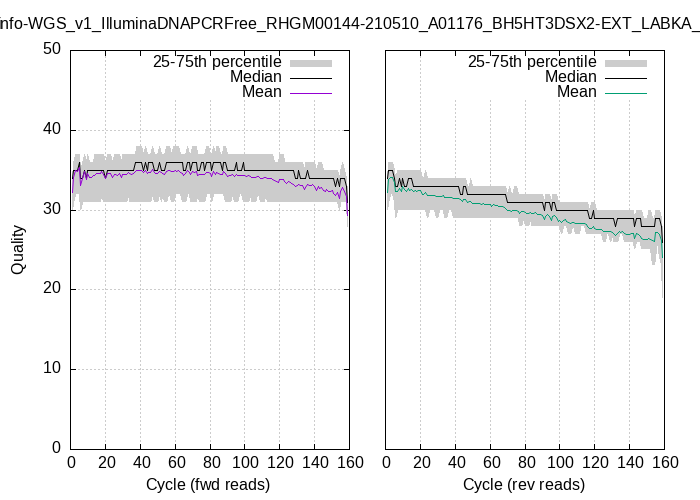 nfo-WGS_v1_IlluminaDNAPCRFree_RHGM00144-210510_A01176_BH5HT3DSX2-EXT_LABKA_
50
40
30
20
10
0
Quality
25-75th percentile
Median
Mean
0 20 40 60 80 100 120 140 160
Cycle (fwd reads)
25-75th percentile
Median
Mean
0 20 40 60 80 100 120 140 160
Cycle (rev reads)